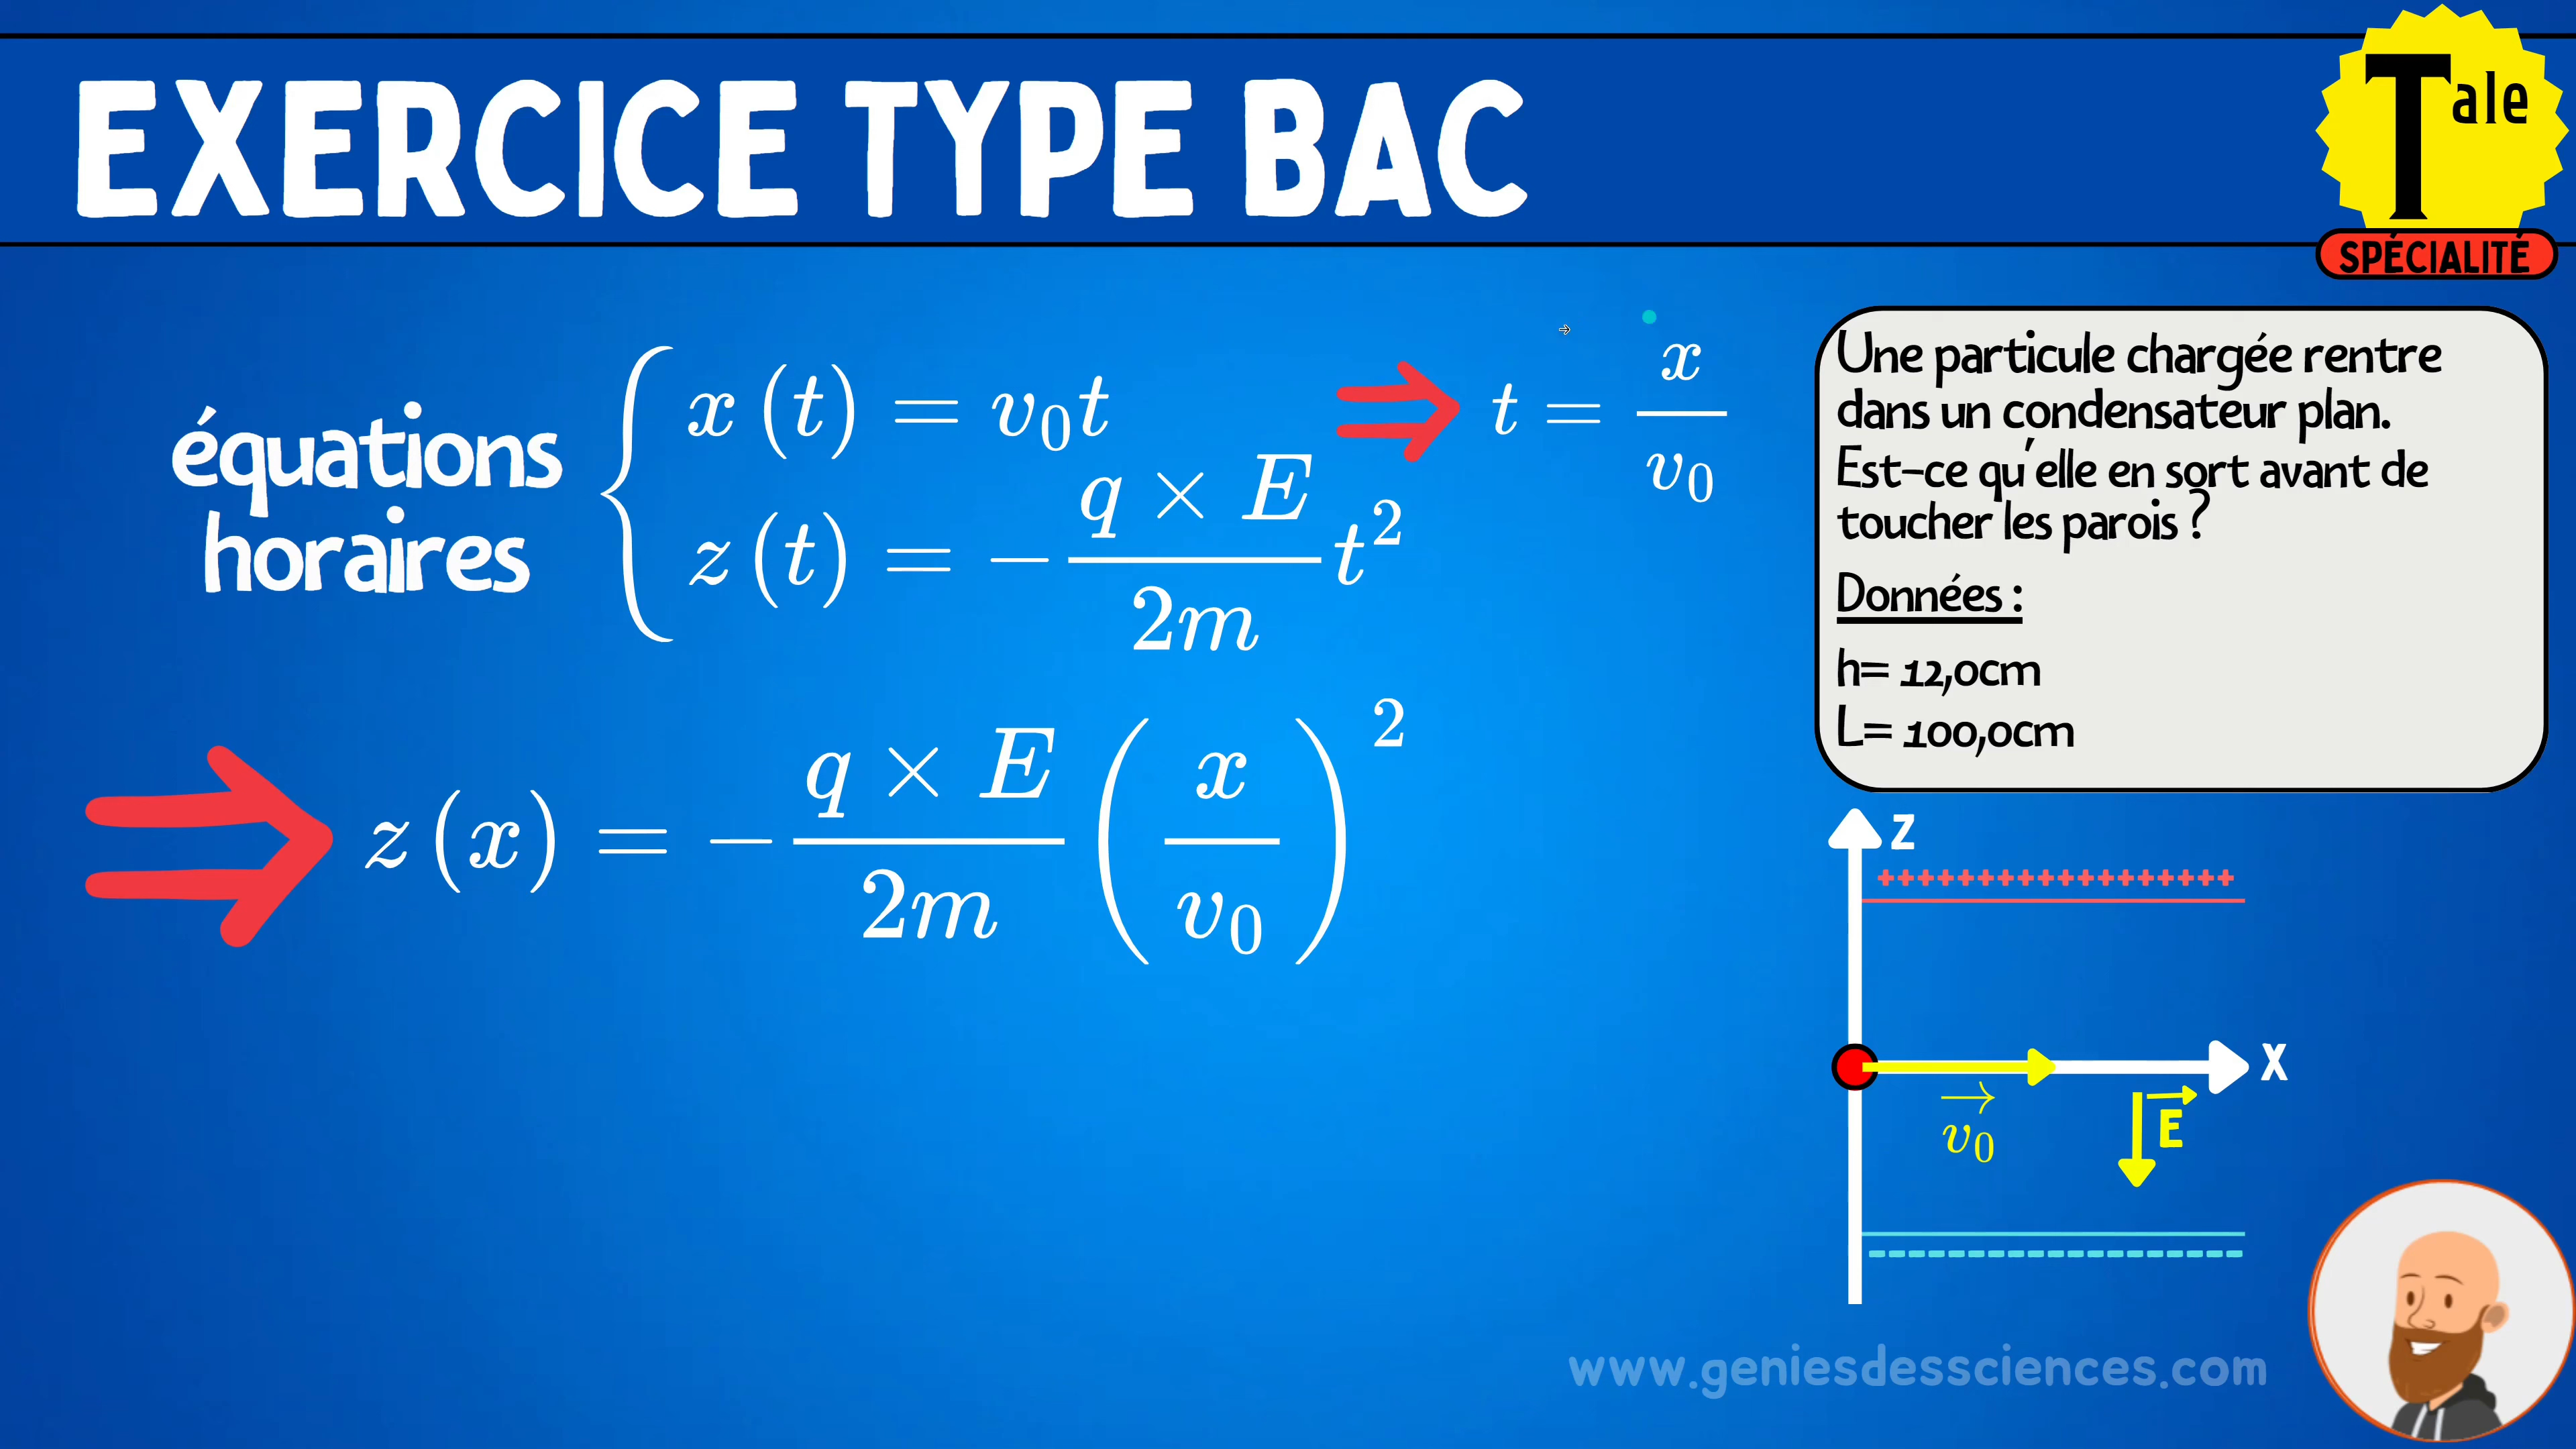 EXERCICE TYPE BAC
Tale
SPÉCIALITÉ
équations
horaires
x (t) = v₀t
⇒ t = x / v₀
z (t) = − (q × E / 2m) t²
⇒ z (x) = − (q × E / 2m) (x / v₀)²
Une particule chargée rentre
dans un condensateur plan.
Est-ce qu'elle en sort avant de
toucher les parois ?
Données :
h= 12,0cm
L= 100,0cm
z
+++++++++++++++++
x
v₀
E
www.geniesdessciences.com